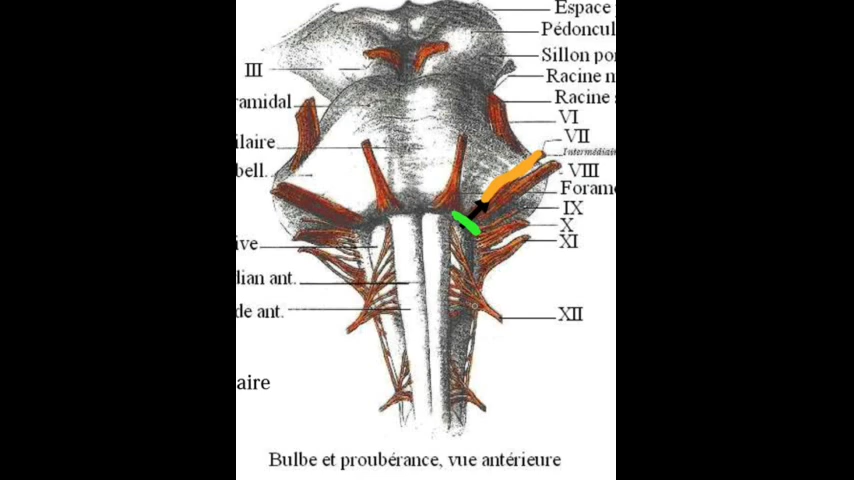 Espace
Pédoncul
Sillon po
III
Racine n
ramidal
Racine
VI
VII
ilaire
Intermédiair
bell.
VIII
Forame
IX
X
ive
XI
lian ant.
de ant.
XII
aire
Bulbe et proubérance, vue antérieure